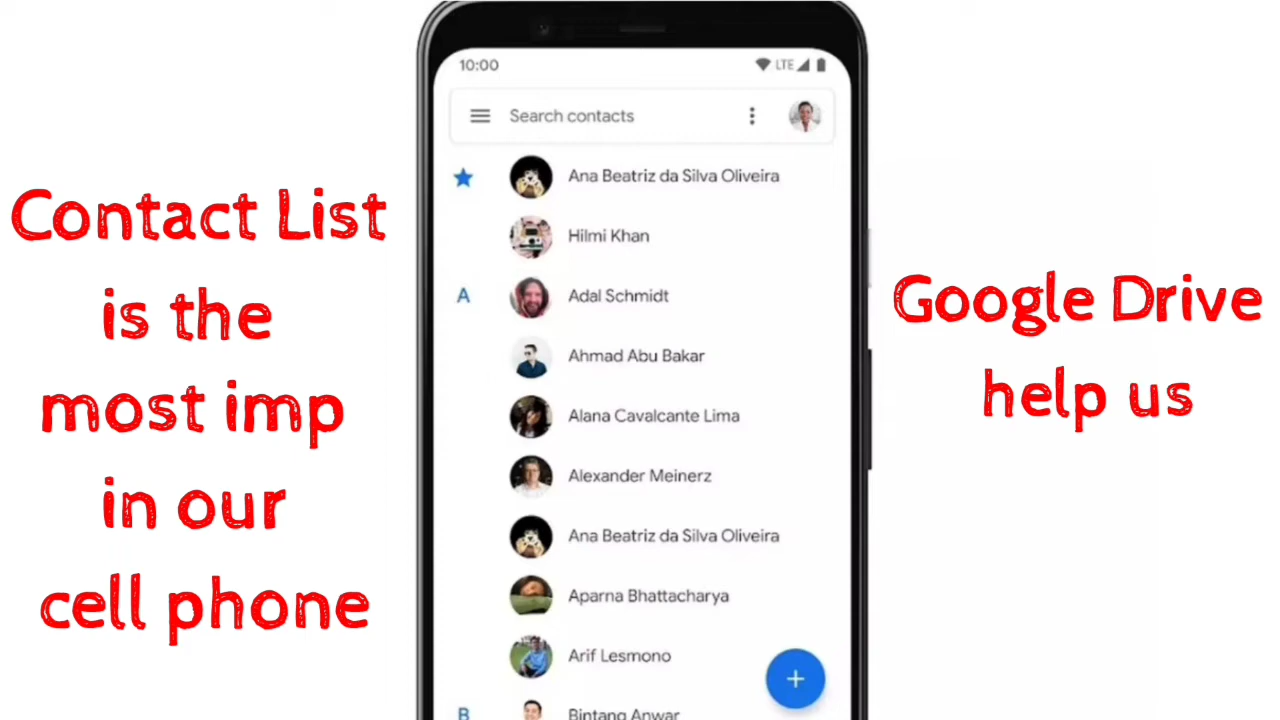 Contact List
is the
most imp
in our
cell phone
10:00
LTE
Search contacts
Ana Beatriz da Silva Oliveira
Hilmi Khan
A
Adal Schmidt
Ahmad Abu Bakar
Alana Cavalcante Lima
Alexander Meinerz
Ana Beatriz da Silva Oliveira
Aparna Bhattacharya
Arif Lesmono
B
Bintang Anwar
Google Drive
help us